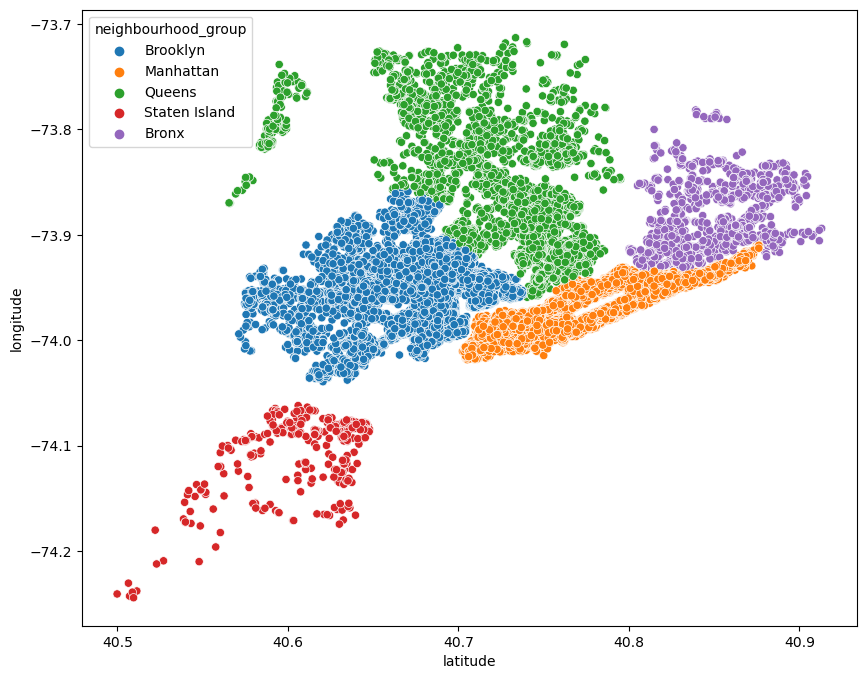 neighbourhood_group
Brooklyn
Manhattan
Queens
Staten Island
Bronx
−73.7
−73.8
−73.9
−74.0
−74.1
−74.2
longitude
40.5
40.6
40.7
40.8
40.9
latitude